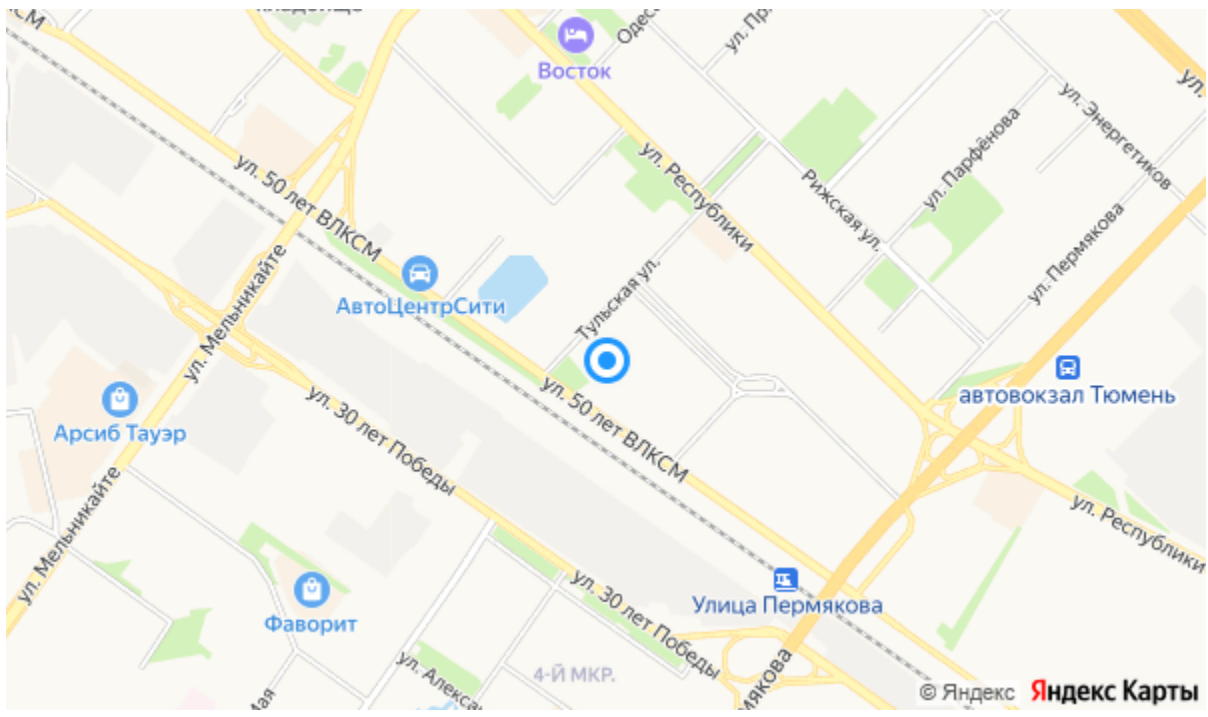 Восток
ул. 50 лет ВЛКСМ
ул. Республики
ул. Парфёнова
ул. Энергетиков
Рижская ул.
ул. Пермякова
ул. Мельникайте
АвтоЦентрСити
Тульская ул.
автовокзал Тюмень
Арсиб Тауэр
ул. 30 лет Победы
ул. 50 лет ВЛКСМ
ул. Мельникайте
ул. Республики
Улица Пермякова
Фаворит
ул. 30 лет Победы
4-Й МКР.
© Яндекс Яндекс Карты